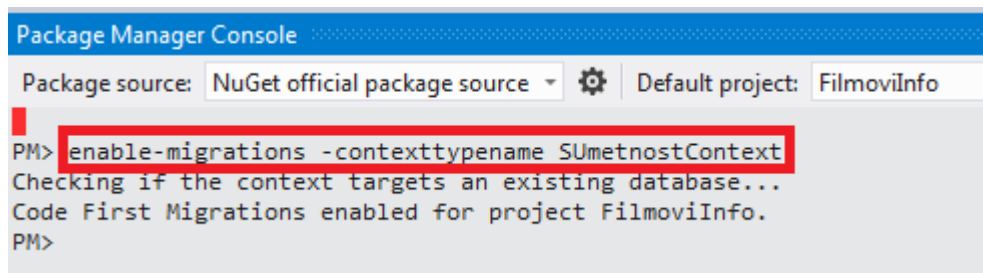 Package Manager Console
Package source: NuGet official package source Default project: FilmoviInfo
PM> enable-migrations -contexttypename SUmetnostContext
Checking if the context targets an existing database...
Code First Migrations enabled for project FilmoviInfo.
PM>